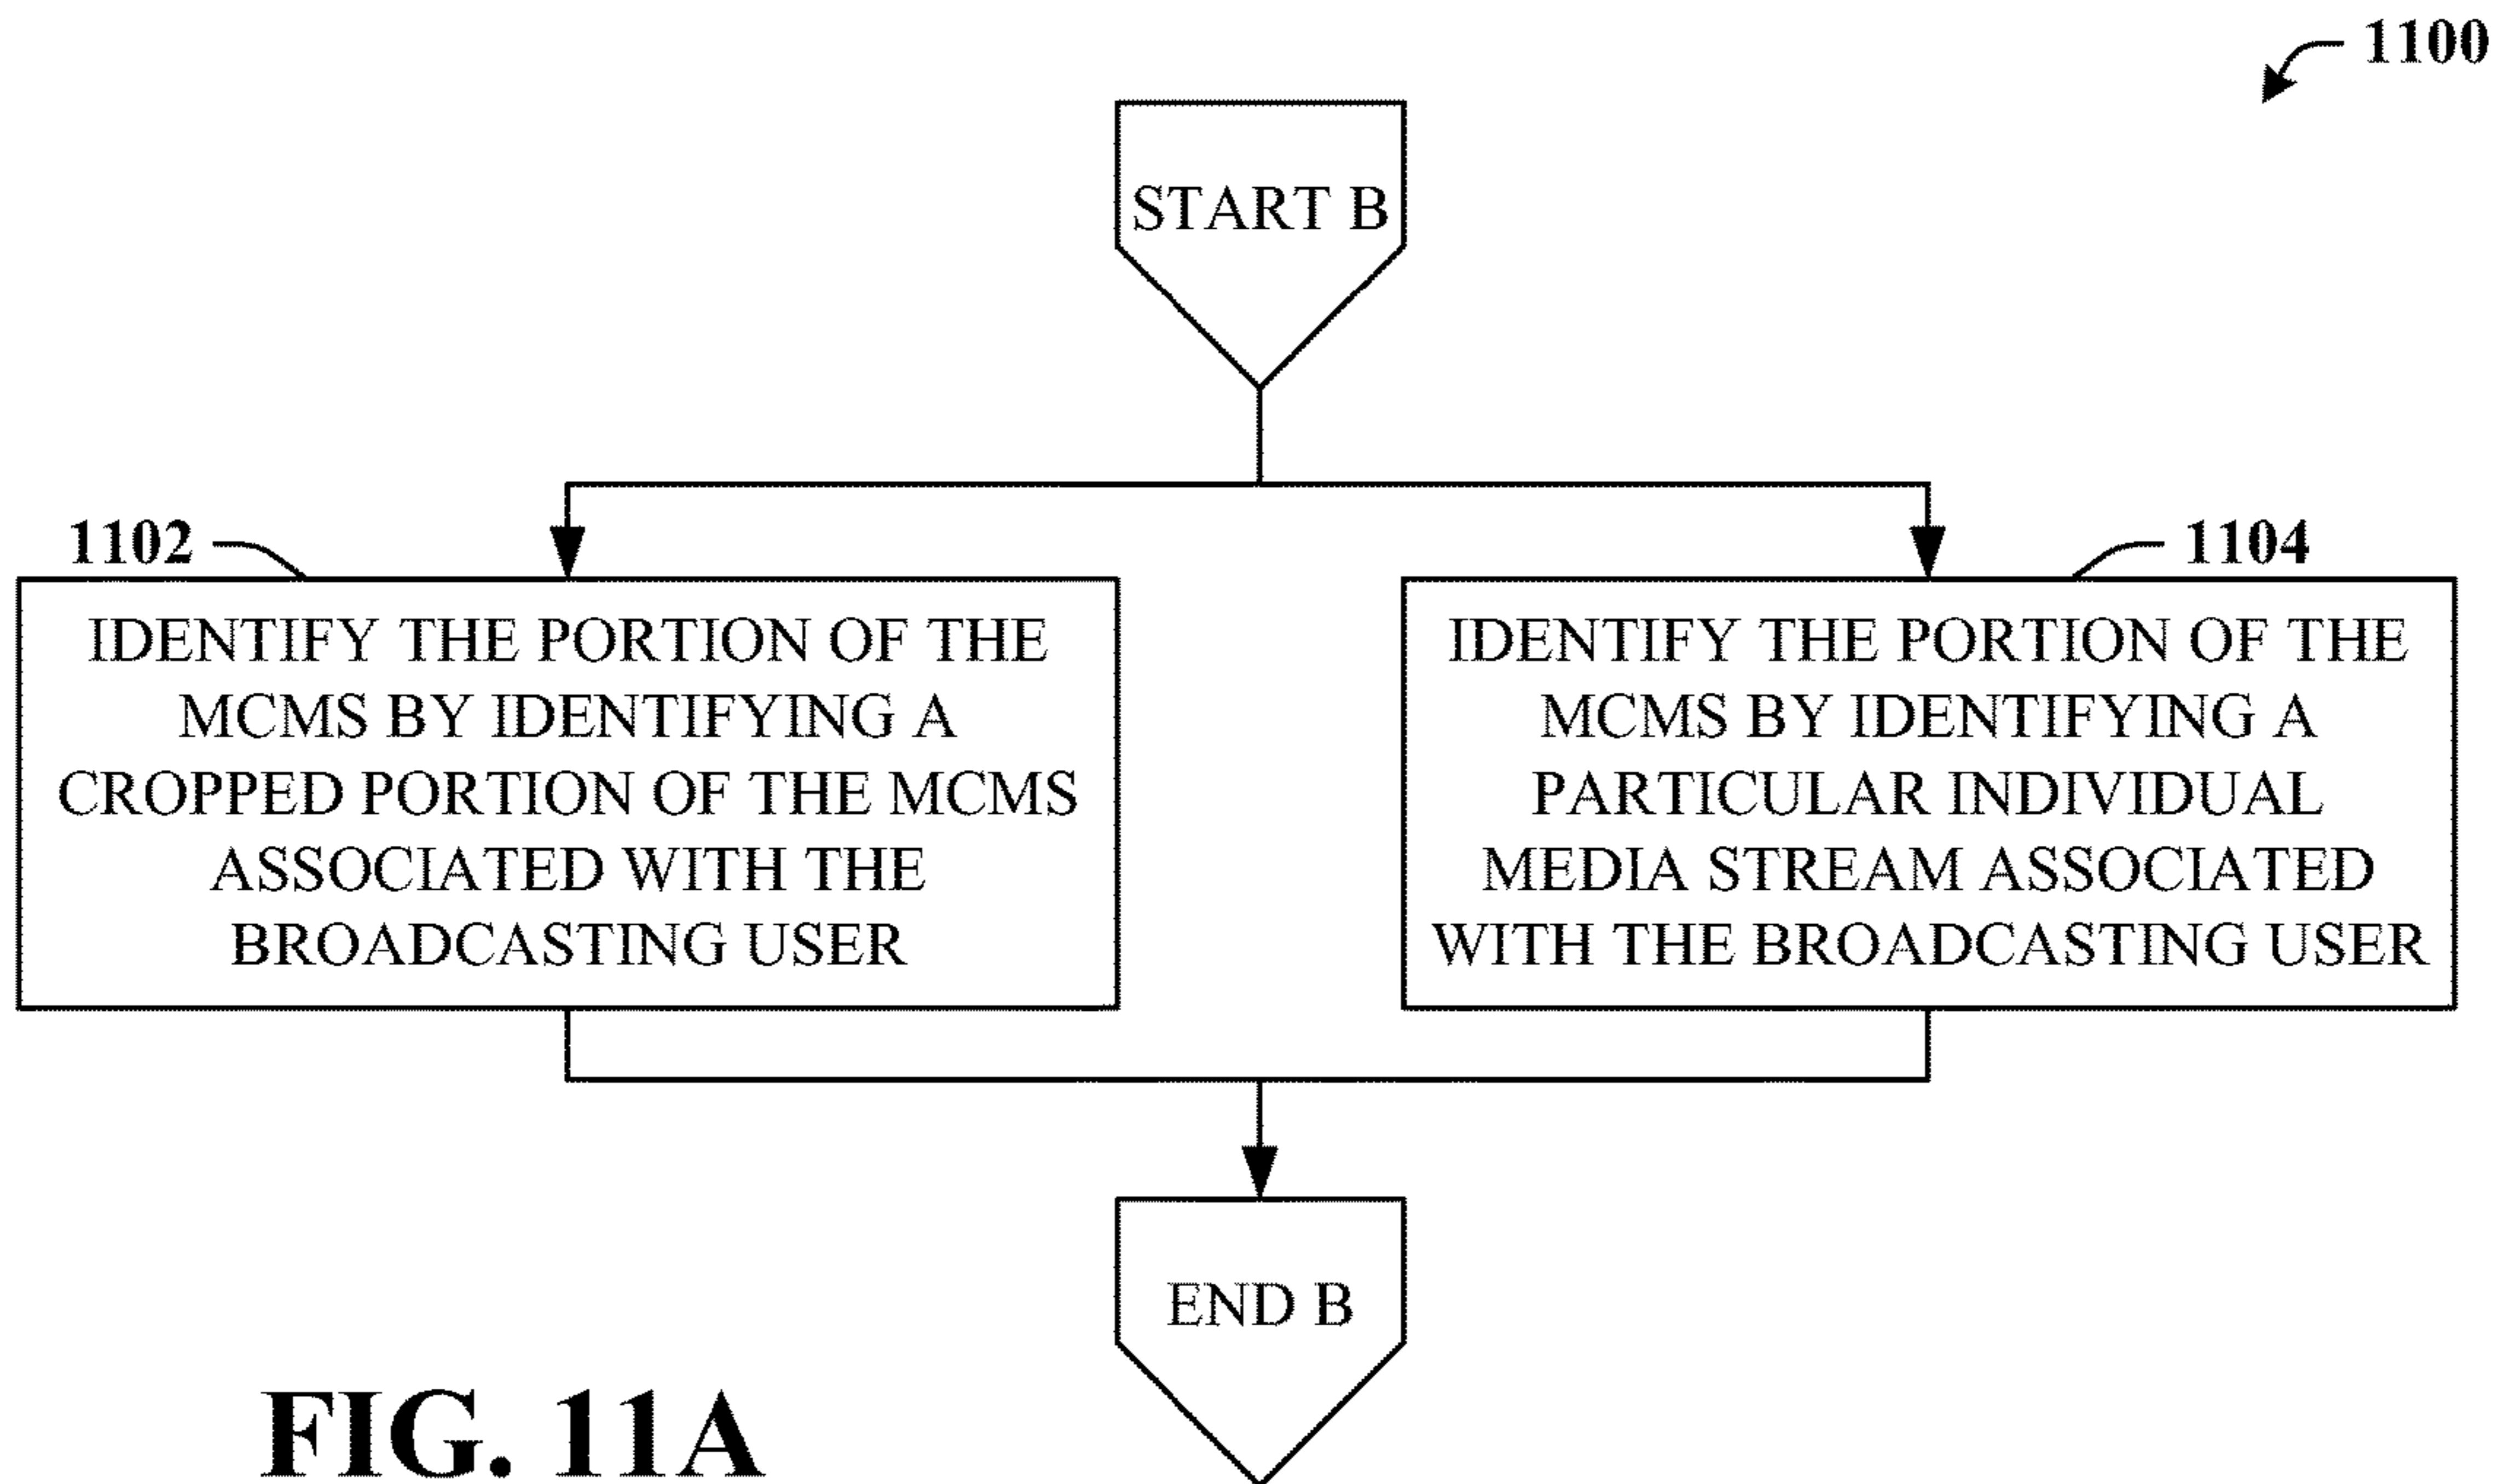 1100
START B
1102
IDENTIFY THE PORTION OF THE
MCMS BY IDENTIFYING A
CROPPED PORTION OF THE MCMS
ASSOCIATED WITH THE
BROADCASTING USER
1104
IDENTIFY THE PORTION OF THE
MCMS BY IDENTIFYING A
PARTICULAR INDIVIDUAL
MEDIA STREAM ASSOCIATED
WITH THE BROADCASTING USER
END B
FIG. 11A